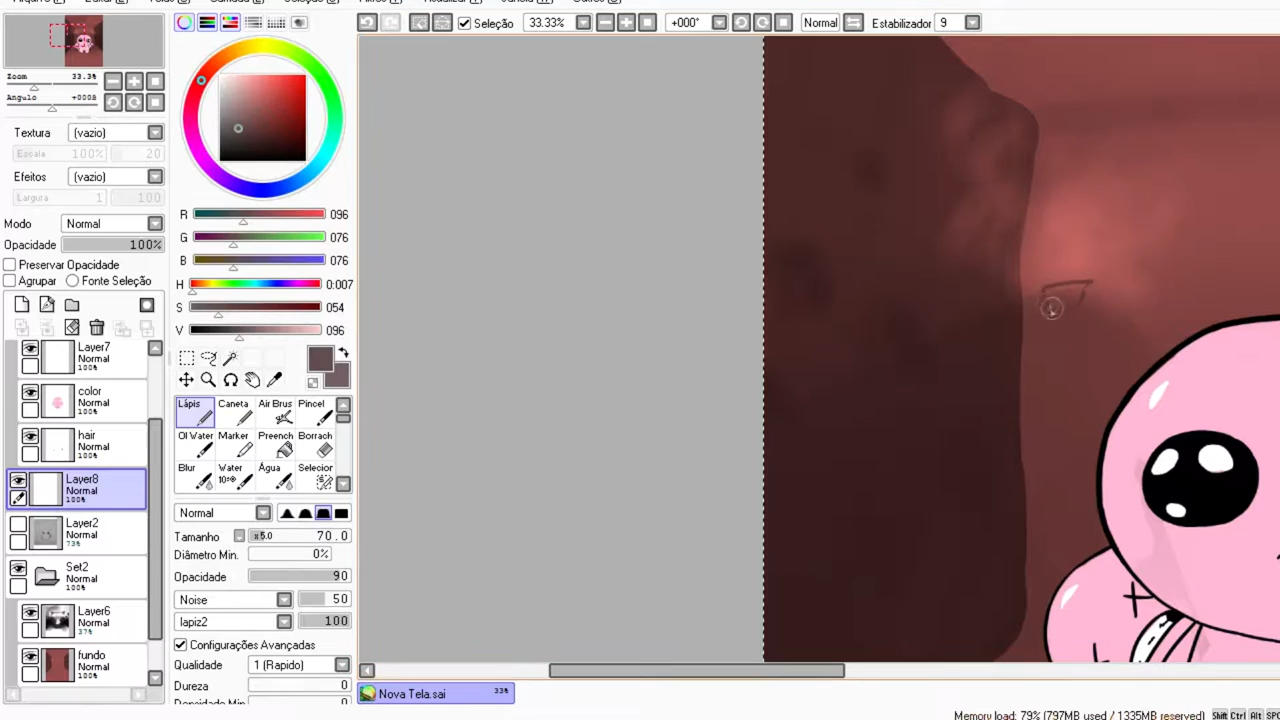 Seleção 33.33% +000° Normal Estabilizador 9
Zoom 33.3%
Angulo +000
Textura (vazio)
Escala 100% 20
Efeitos (vazio)
Largura 1 100
Modo Normal
Opacidade 100%
Preservar Opacidade
Agrupar Fonte Seleção
Layer7
Normal
100%
color
Normal
100%
hair
Normal
100%
Layer8
Normal
100%
Layer2
Normal
73%
Set2
Normal
100%
Layer6
Normal
37%
fundo
Normal
100%
R 096
G 076
B 076
H 0:007
S 054
V 096
Lápis Caneta Air Brus Pincel
Ol Water Marker Preench Borrach
Blur Water Água Selecior
10
Normal
Tamanho x5.0 70.0
Diâmetro Min. 0%
Opacidade 90
Noise 50
lapiz2 100
Configurações Avançadas
Qualidade 1 (Rapido)
Dureza 0
Nova Tela.sai 33%
Memory load: 79% (797MB used / 1335MB reserved) Shift Ctrl Alt